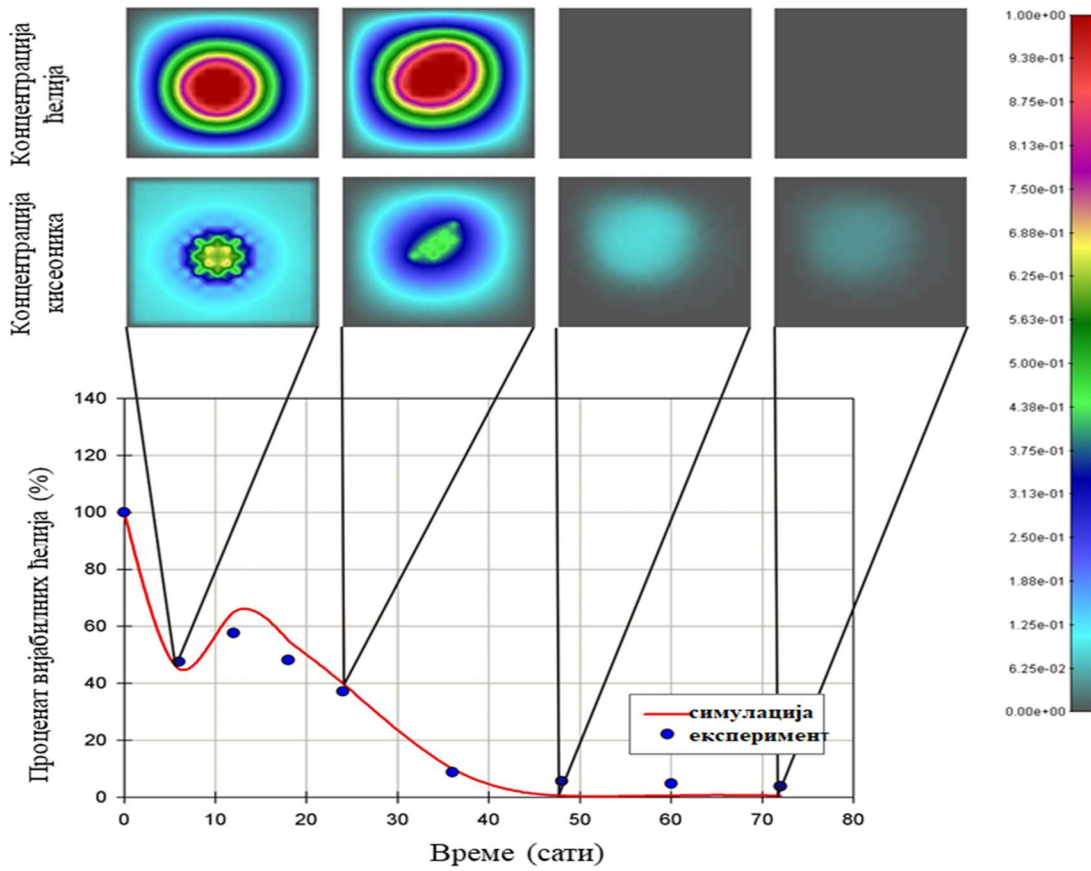 Концентрација
ћелија
Концентрација
кисеоника
1.00e+00
9.38e-01
8.75e-01
8.13e-01
7.50e-01
6.88e-01
6.25e-01
5.63e-01
5.00e-01
4.38e-01
3.75e-01
3.13e-01
2.50e-01
1.88e-01
1.25e-01
6.25e-02
0.00e+00
Проценат вијабилних ћелија (%)
140
120
100
80
60
40
20
0
симулација
експеримент
0 10 20 30 40 50 60 70 80
Време (сати)